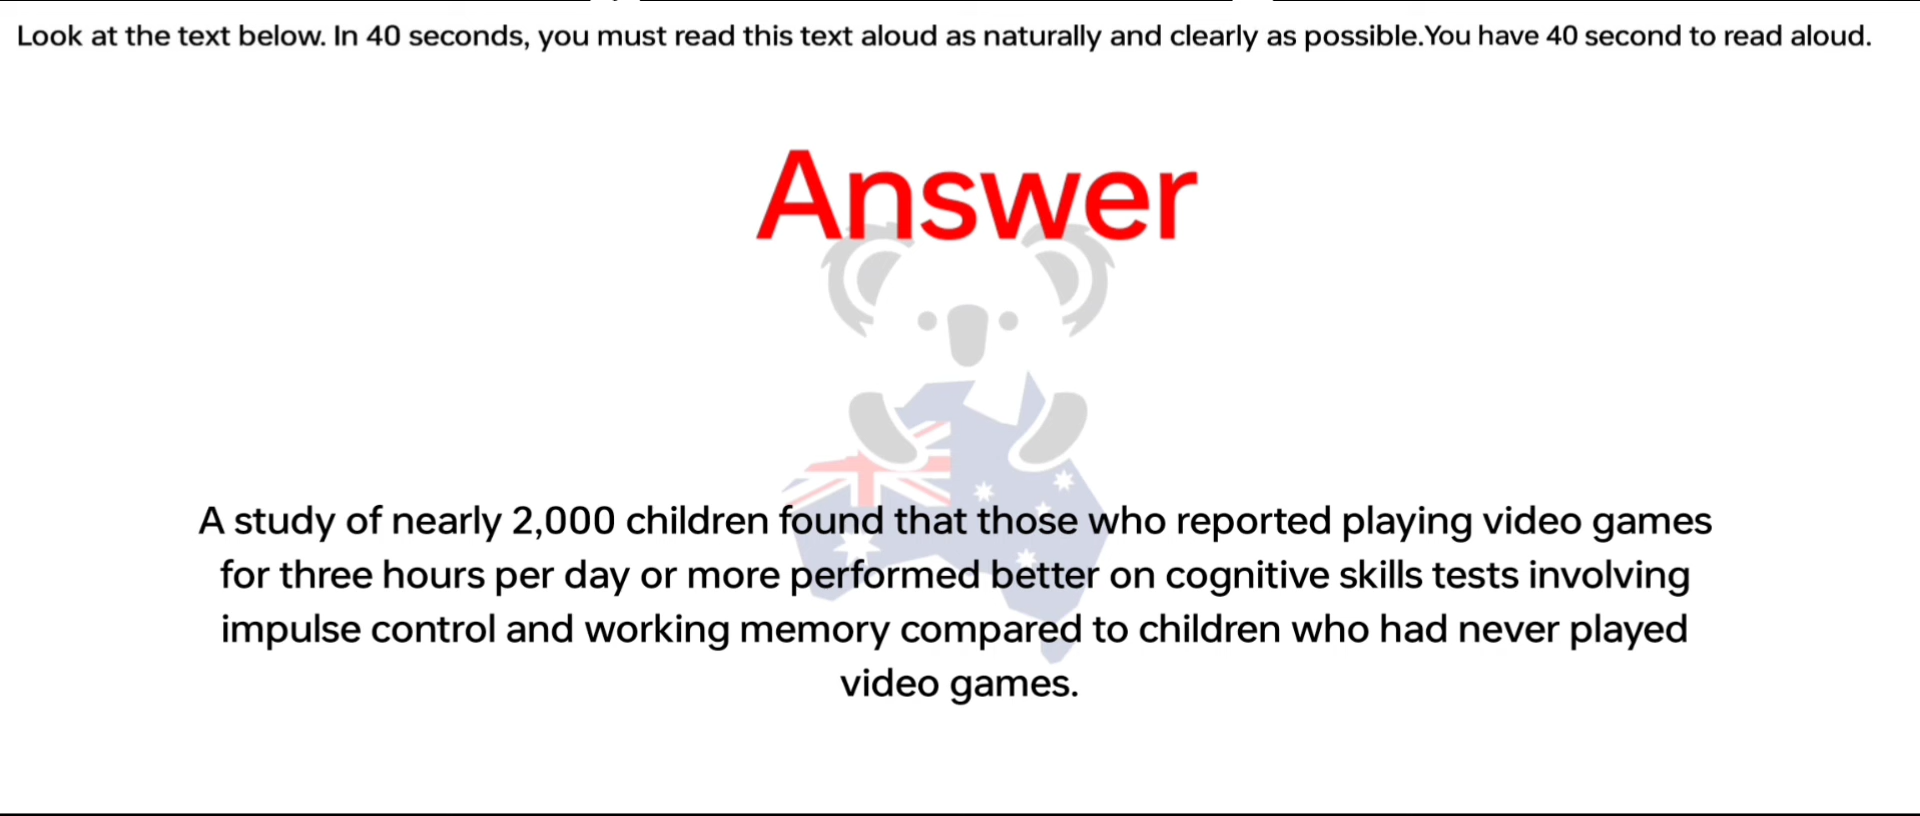 Look at the text below. In 40 seconds, you must read this text aloud as naturally and clearly as possible.You have 40 second to read aloud.
Answer
A study of nearly 2,000 children found that those who reported playing video games
for three hours per day or more performed better on cognitive skills tests involving
impulse control and working memory compared to children who had never played
video games.